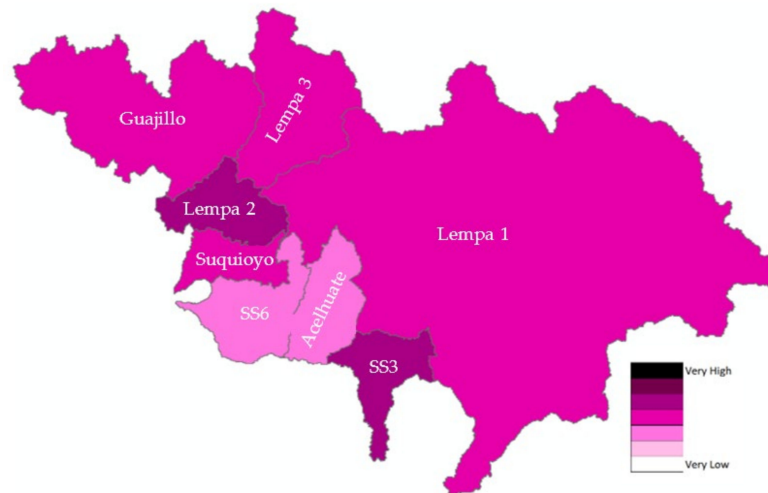 Guajillo
Lempa 3
Lempa 2
Lempa 1
Suquioyo
SS6
Acelhuate
SS3
Very High
Very Low